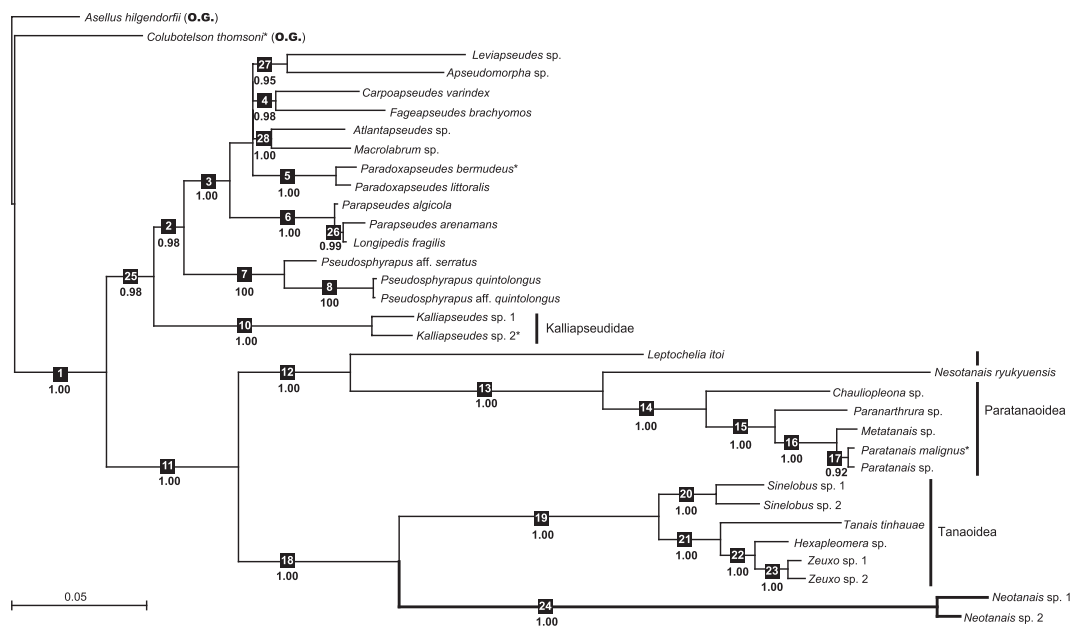 Asellus hilgendorfii (O.G.)
Colubotelson thomsoni* (O.G.)
Leviapseudes sp.
27
0.95
Apseudomorpha sp.
Carpoapseudes varindex
4
0.98
Fageapseudes brachyomos
Atlantapseudes sp.
28
1.00
Macrolabrum sp.
Paradoxapseudes bermudeus*
5
1.00
Paradoxapseudes littoralis
3
1.00
Parapseudes algicola
6
1.00
Parapseudes arenamans
26
0.99
Longipedis fragilis
2
0.98
Pseudosphyrapus aff. serratus
7
100
Pseudosphyrapus quintolongus
8
100
Pseudosphyrapus aff. quintolongus
25
0.98
Kalliapseudes sp. 1
10
1.00
Kalliapseudes sp. 2*
Kalliapseudidae
1
1.00
Leptochelia itoi
12
1.00
Nesotanais ryukyuensis
13
1.00
Chauliopleona sp.
14
1.00
Paranarthrura sp.
15
1.00
Metatanais sp.
16
1.00
Paratanais malignus*
17
0.92
Paratanais sp.
Paratanaoidea
11
1.00
Sinelobus sp. 1
20
1.00
Sinelobus sp. 2
19
1.00
Tanais tinhauae
21
1.00
Hexapleomera sp.
22
1.00
Zeuxo sp. 1
23
1.00
Zeuxo sp. 2
Tanaoidea
18
1.00
Neotanais sp. 1
24
1.00
Neotanais sp. 2
0.05